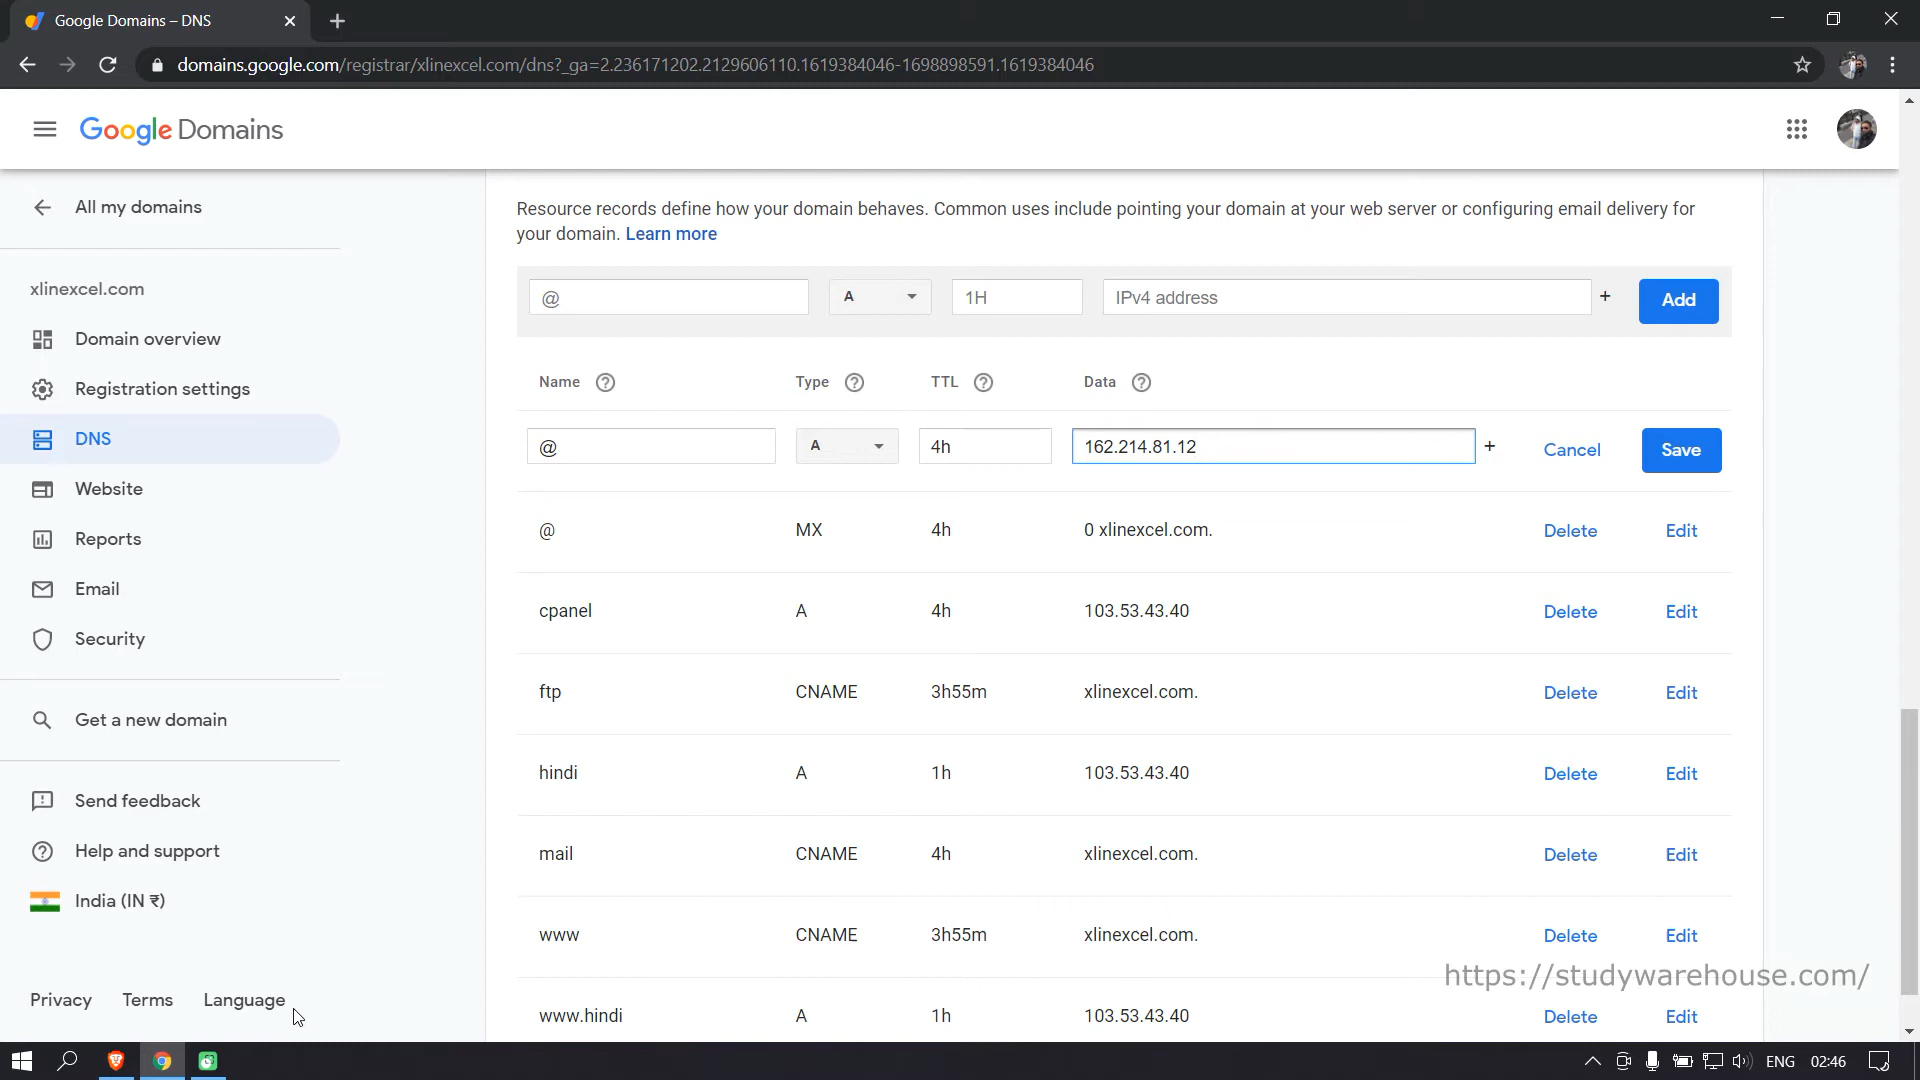 Google Domains – DNS
domains.google.com/registrar/xlinexcel.com/dns?_ga=2.236171202.2129606110.1619384046-1698898591.1619384046
Google Domains
All my domains
xlinexcel.com
Domain overview
Registration settings
DNS
Website
Reports
Email
Security
Get a new domain
Send feedback
Help and support
India (IN ₹)
Privacy Terms Language
Resource records define how your domain behaves. Common uses include pointing your domain at your web server or configuring email delivery for
your domain. Learn more
@ A 1H IPv4 address + Add
Name ? Type ? TTL ? Data ?
@ A 4h 162.214.81.12 + Cancel Save
@ MX 4h 0 xlinexcel.com. Delete Edit
cpanel A 4h 103.53.43.40 Delete Edit
ftp CNAME 3h55m xlinexcel.com. Delete Edit
hindi A 1h 103.53.43.40 Delete Edit
mail CNAME 4h xlinexcel.com. Delete Edit
www CNAME 3h55m xlinexcel.com. Delete Edit
https://studywarehouse.com/
www.hindi A 1h 103.53.43.40 Delete Edit
ENG 02:46